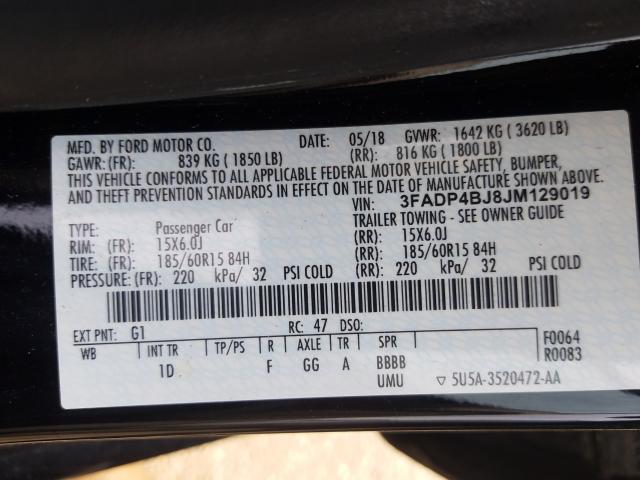 MFD. BY FORD MOTOR CO. DATE: 05/18 GVWR: 1642 KG ( 3620 LB)
GAWR: (FR): 839 KG ( 1850 LB) (RR): 816 KG ( 1800 LB)
THIS VEHICLE CONFORMS TO ALL APPLICABLE FEDERAL MOTOR VEHICLE SAFETY, BUMPER,
AND THEFT PREVENTION STANDARDS IN EFFECT ON THE DATE OF MANUFACTURE SHOWN ABOVE.
VIN: 3FADP4BJ8JM129019
TYPE: Passenger Car TRAILER TOWING - SEE OWNER GUIDE
RIM: (FR): 15X6.0J (RR): 15X6.0J
TIRE: (FR): 185/60R15 84H (RR): 185/60R15 84H
PRESSURE: (FR): 220 kPa/ 32 PSI COLD (RR): 220 kPa/ 32 PSI COLD
EXT PNT: G1 RC: 47 DSO:
WB INT TR TP/PS R AXLE TR SPR F0064
1D F GG A BBBB R0083
UMU ▽ 5U5A-3520472-AA